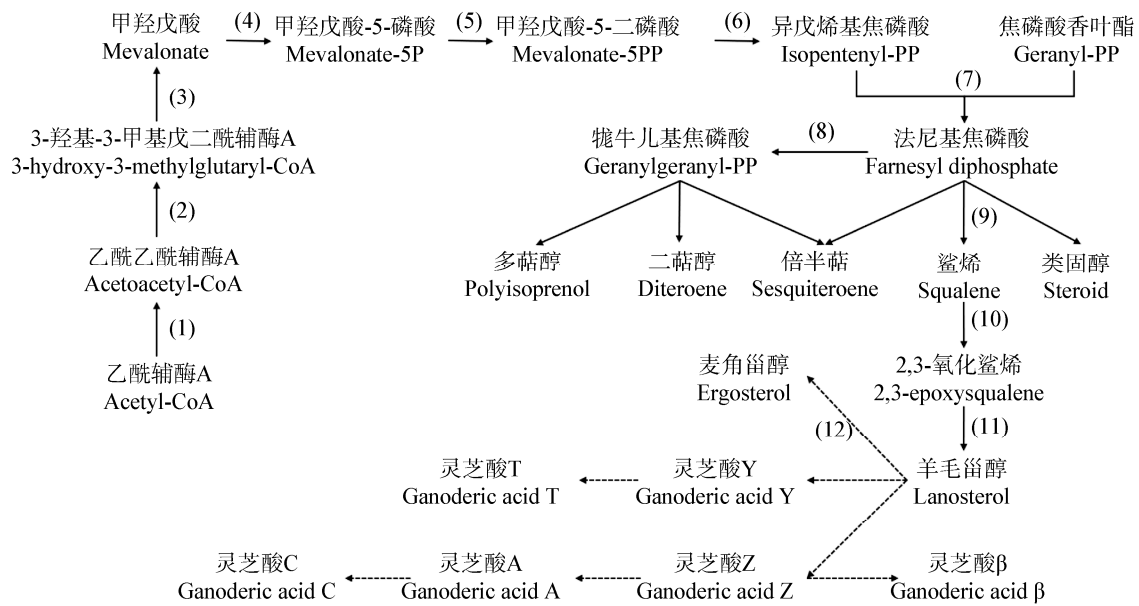 甲羟戊酸
Mevalonate
(4)
甲羟戊酸-5-磷酸
Mevalonate-5P
(5)
甲羟戊酸-5-二磷酸
Mevalonate-5PP
(6)
异戊烯基焦磷酸
Isopentenyl-PP
焦磷酸香叶酯
Geranyl-PP
(3)
(7)
3-羟基-3-甲基戊二酰辅酶A
3-hydroxy-3-methylglutaryl-CoA
牻牛儿基焦磷酸
Geranylgeranyl-PP
(8)
法尼基焦磷酸
Farnesyl diphosphate
(2)
(9)
乙酰乙酰辅酶A
Acetoacetyl-CoA
多萜醇
Polyisoprenol
二萜醇
Diteroene
倍半萜
Sesquiteroene
鲨烯
Squalene
类固醇
Steroid
(1)
(10)
乙酰辅酶A
Acetyl-CoA
麦角甾醇
Ergosterol
2,3-氧化鲨烯
2,3-epoxysqualene
(12)
(11)
灵芝酸T
Ganoderic acid T
灵芝酸Y
Ganoderic acid Y
羊毛甾醇
Lanosterol
灵芝酸C
Ganoderic acid C
灵芝酸A
Ganoderic acid A
灵芝酸Z
Ganoderic acid Z
灵芝酸β
Ganoderic acid β